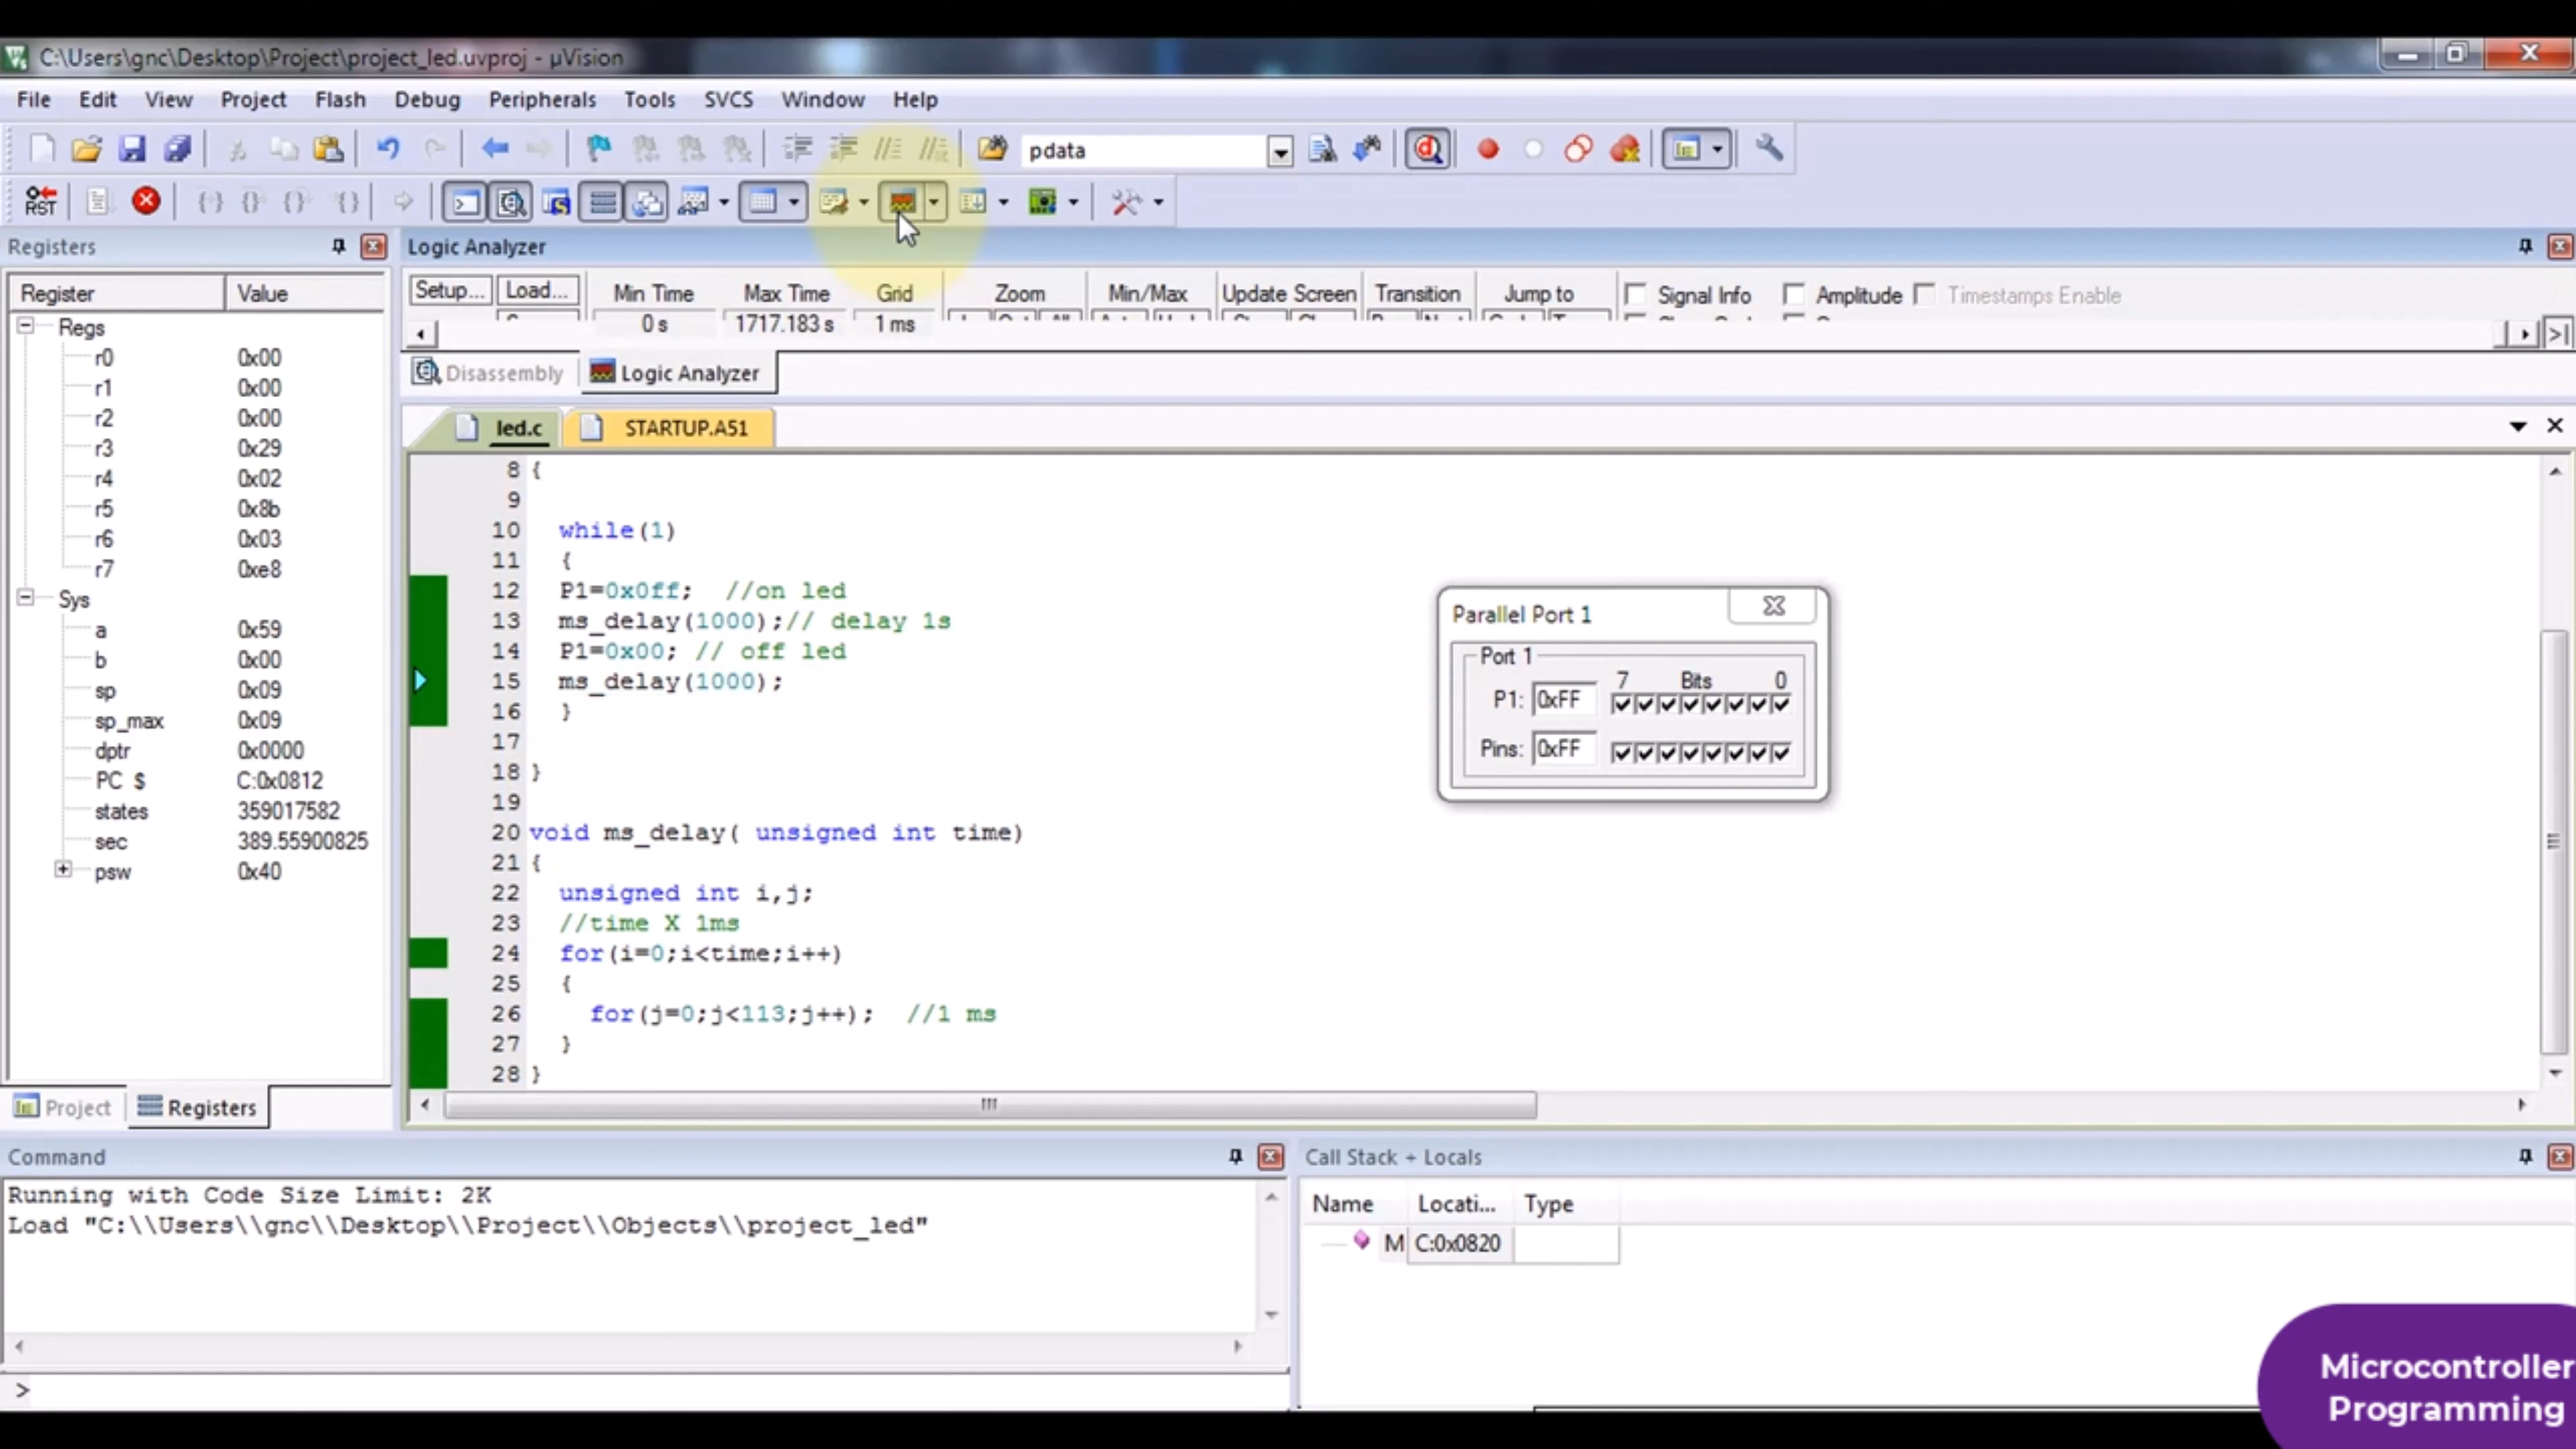 C:\Users\gnc\Desktop\Project\project_led.uvproj - µVision
File Edit View Project Flash Debug Peripherals Tools SVCS Window Help
pdata
RST
Registers
Register Value
Regs
r0 0x00
r1 0x00
r2 0x00
r3 0x29
r4 0x02
r5 0x8b
r6 0x03
r7 0xe8
Sys
a 0x59
b 0x00
sp 0x09
sp_max 0x09
dptr 0x0000
PC $ C:0x0812
states 359017582
sec 389.55900825
psw 0x40
Project Registers
Logic Analyzer
Setup... Load... Min Time Max Time Grid Zoom Min/Max Update Screen Transition Jump to Signal Info Amplitude Timestamps Enable
0 s 1717.183 s 1 ms
Disassembly Logic Analyzer
led.c STARTUP.A51
8 {
9
10 while(1)
11 {
12 P1=0x0ff; //on led
13 ms_delay(1000);// delay 1s
14 P1=0x00; // off led
15 ms_delay(1000);
16 }
17
18 }
19
20 void ms_delay( unsigned int time)
21 {
22 unsigned int i,j;
23 //time X 1ms
24 for(i=0;i<time;i++)
25 {
26 for(j=0;j<113;j++); //1 ms
27 }
28 }
Parallel Port 1
Port 1
7 Bits 0
P1: 0xFF
Pins: 0xFF
Command
Running with Code Size Limit: 2K
Load "C:\\Users\\gnc\\Desktop\\Project\\Objects\\project_led"
>
Call Stack + Locals
Name Locati... Type
M C:0x0820
Microcontroller
Programming